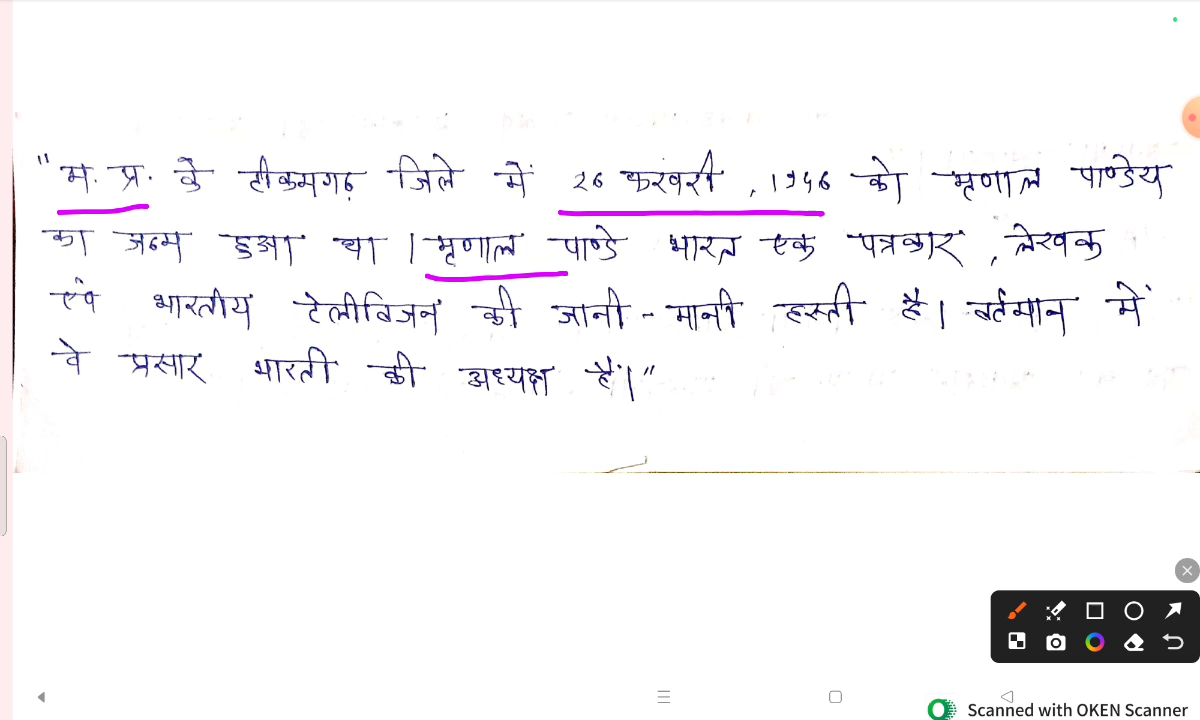 "म. प्र. के टीकमगढ़ जिले में 26 फरवरी, 1946 को मृणाल पाण्डेय
का जन्म हुआ था । मृणाल पाण्डे भारत एक पत्रकार, लेखक
एवं भारतीय टेलीविजन की जानी - मानी हस्ती है। वर्तमान में
वे प्रसार भारती की अध्यक्ष हैं।"
Scanned with OKEN Scanner